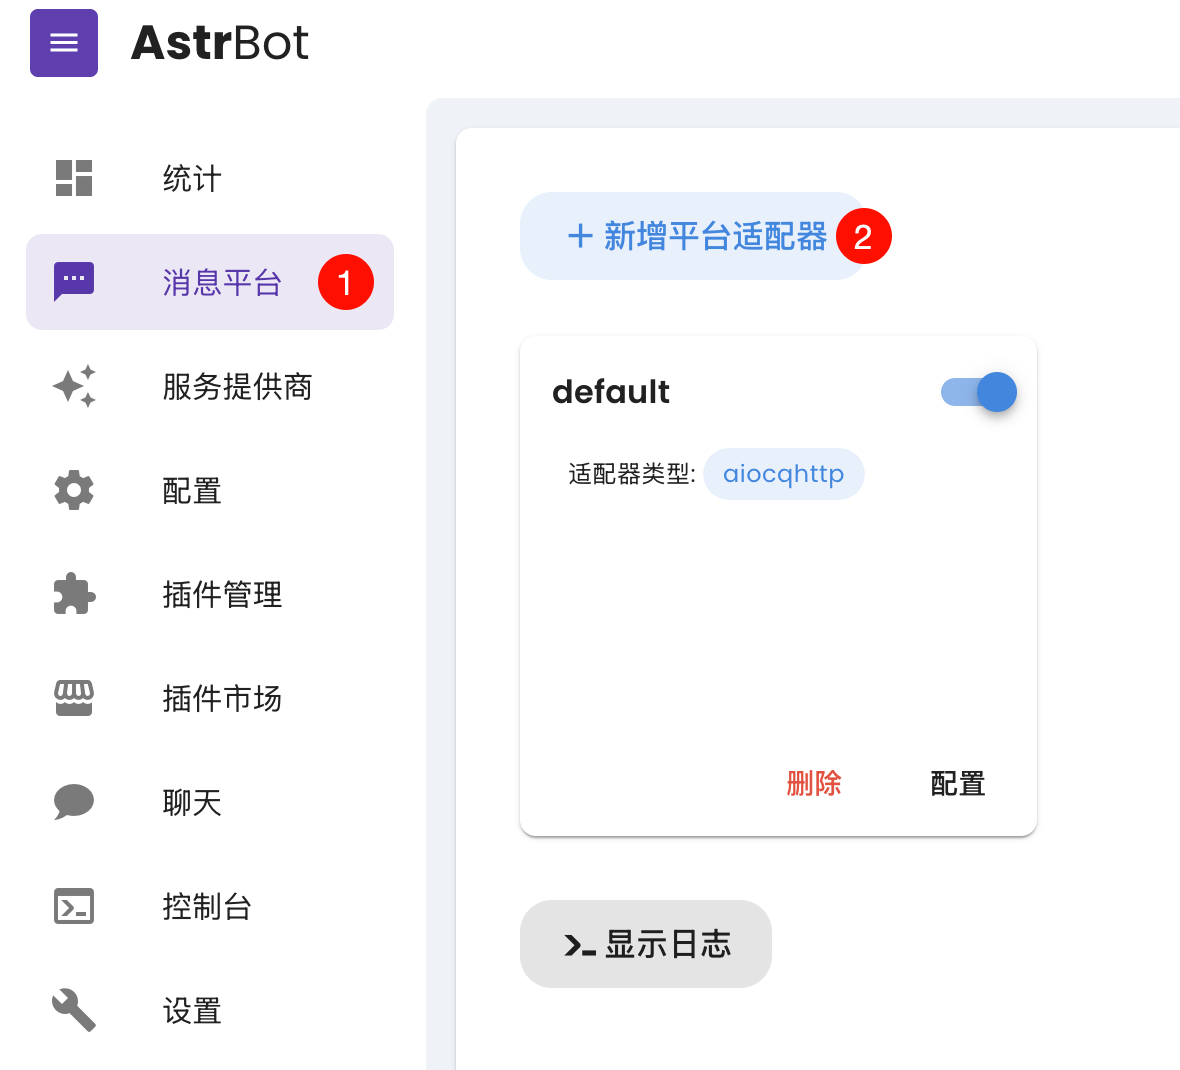 AstrBot
统计
消息平台 1
服务提供商
配置
插件管理
插件市场
聊天
控制台
设置
+ 新增平台适配器 2
default
适配器类型: aiocqhttp
删除 配置
显示日志